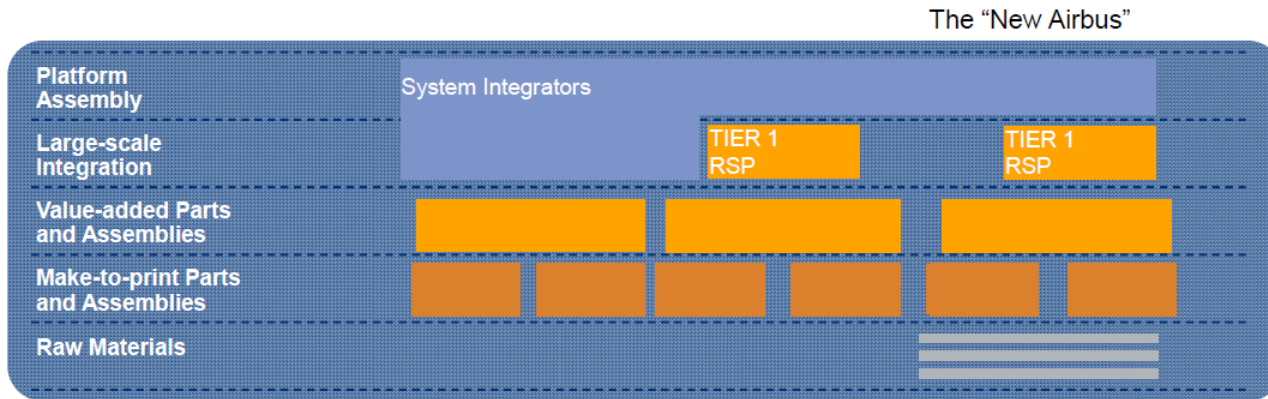 The “New Airbus”
Platform
Assembly
System Integrators
Large-scale
Integration
TIER 1
RSP
TIER 1
RSP
Value-added Parts
and Assemblies
Make-to-print Parts
and Assemblies
Raw Materials